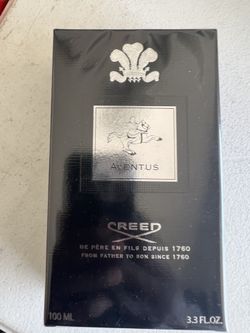 AVENTUS
CREED
DE PÈRE EN FILS DEPUIS 1760
FROM FATHER TO SON SINCE 1760
100 ML 3.3 FL.OZ.